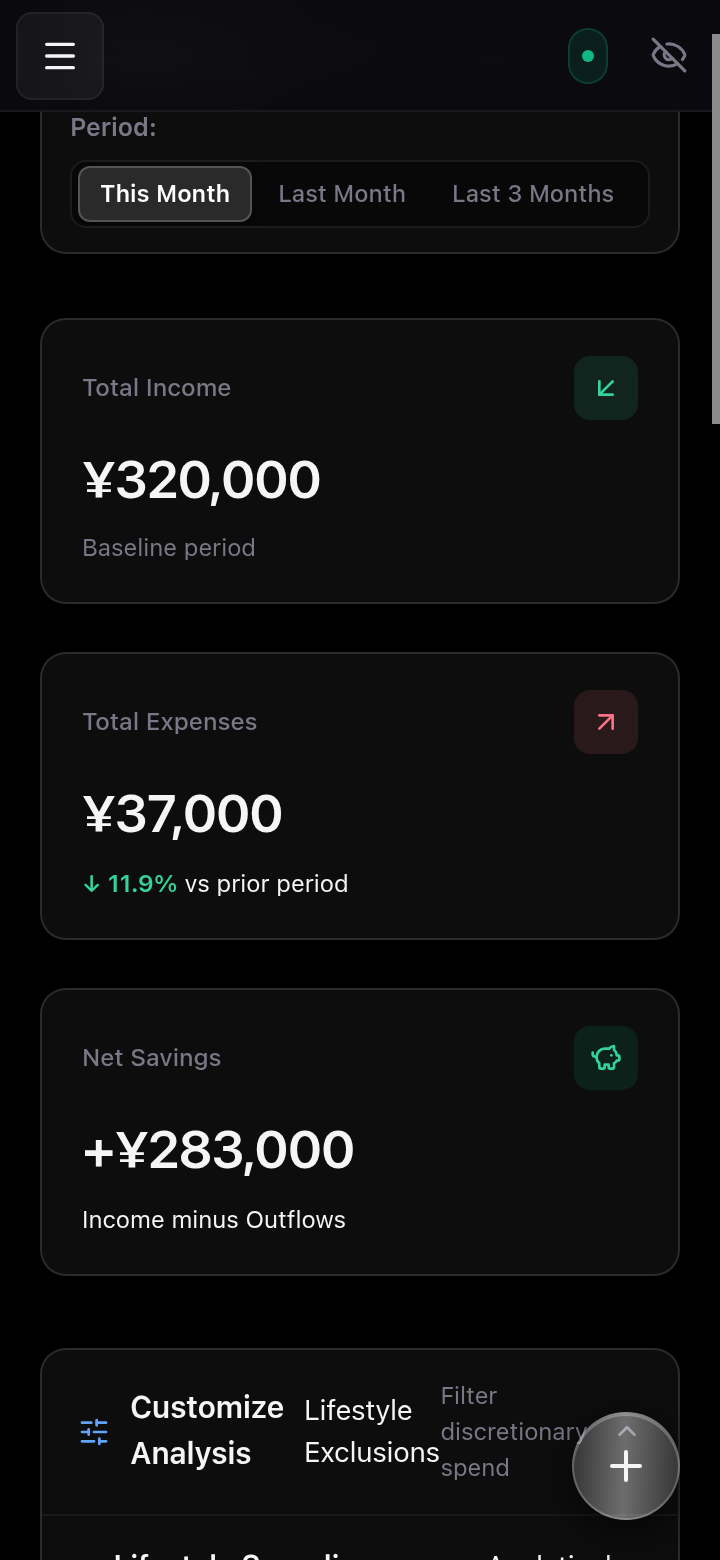 Period:
This Month Last Month Last 3 Months
Total Income
¥320,000
Baseline period
Total Expenses
¥37,000
↓ 11.9% vs prior period
Net Savings
+¥283,000
Income minus Outflows
Customize
Analysis
Lifestyle
Exclusions
Filter
discretionary
spend